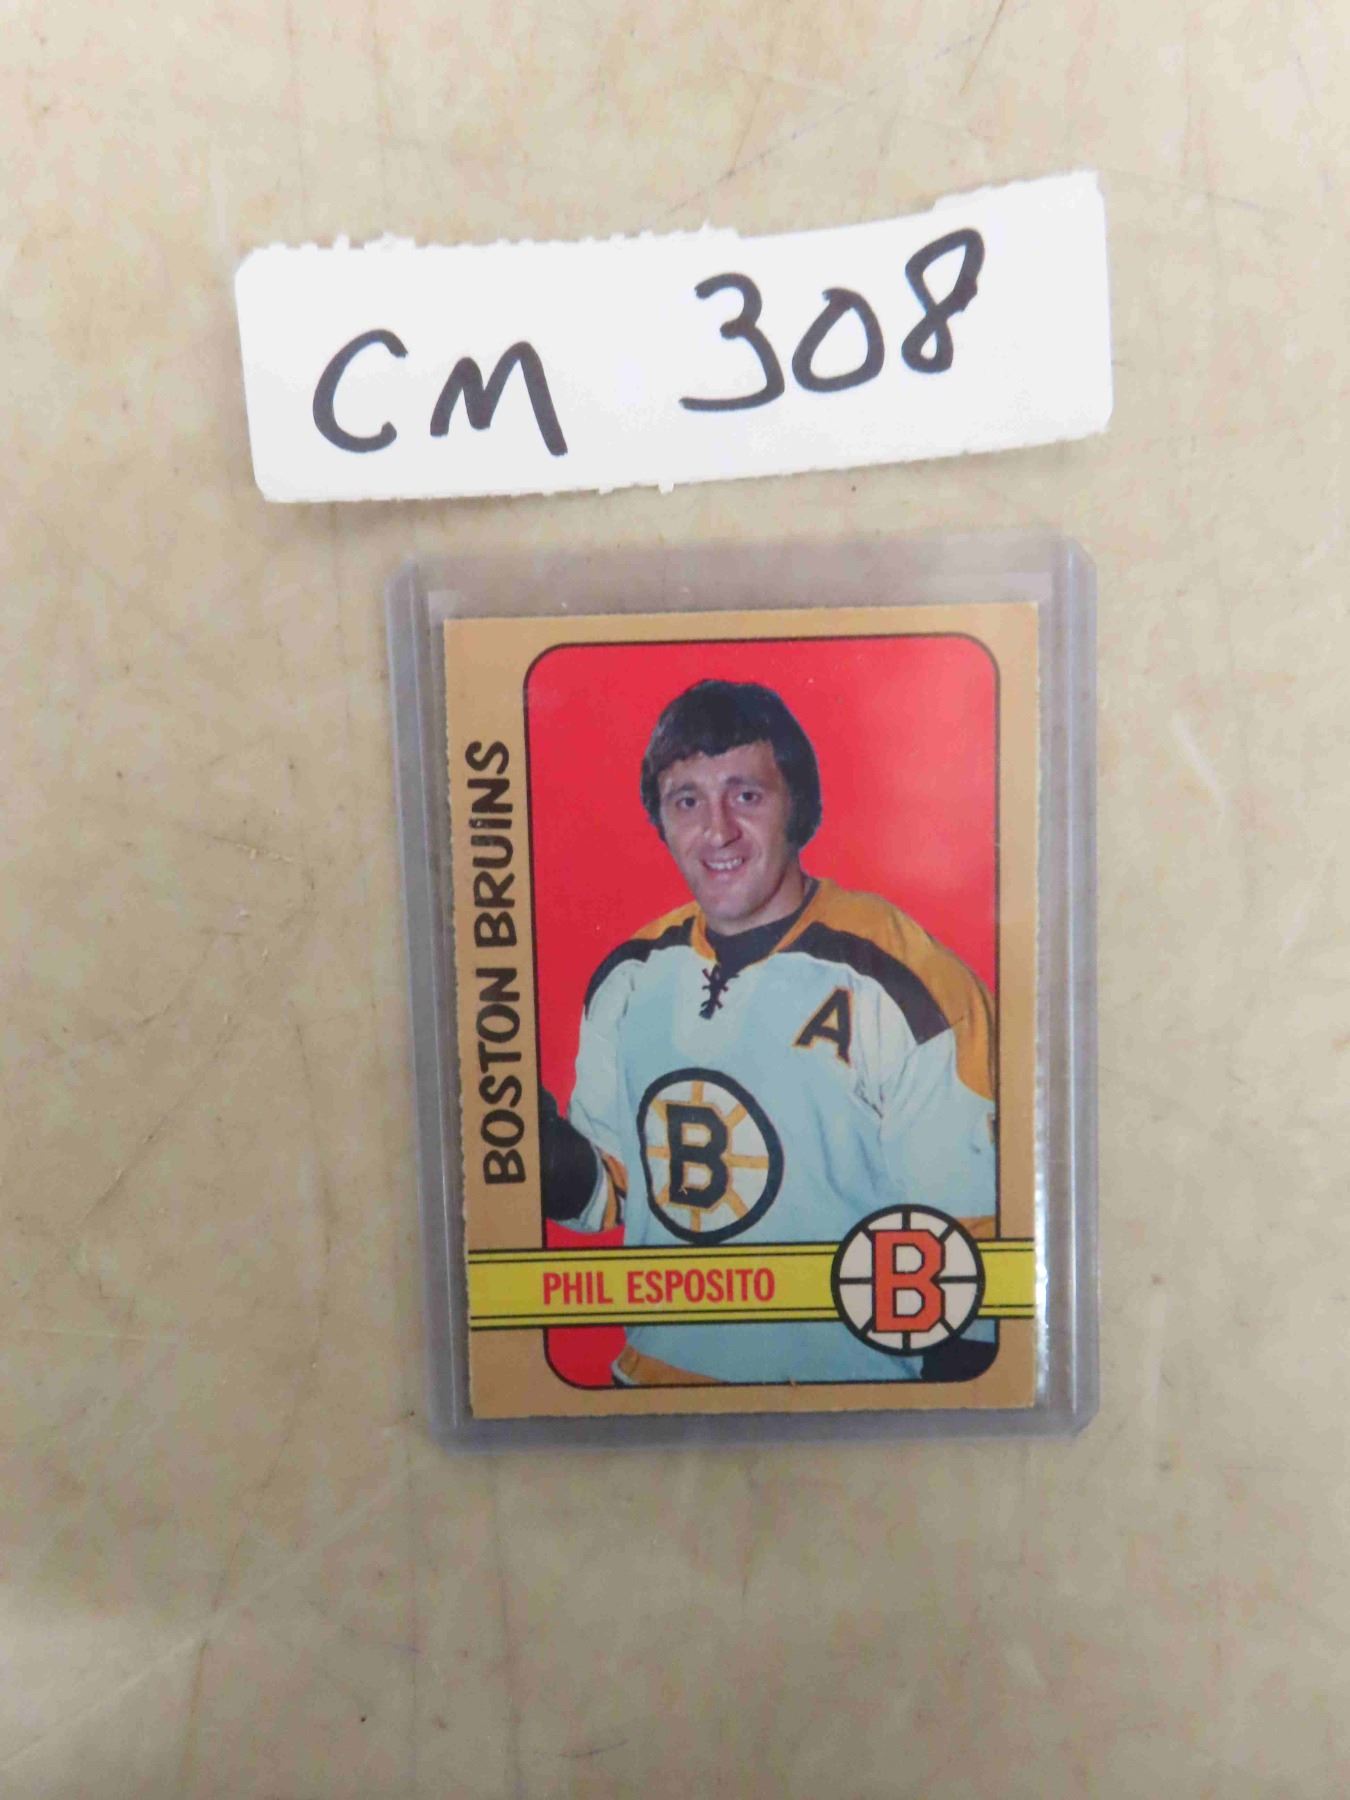 CM 308
BOSTON BRUINS
A
B
PHIL ESPOSITO
B